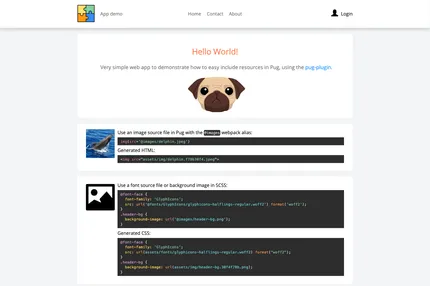 App demo
Home Contact About
Login
Hello World!
Very simple web app to demonstrate how to easy include resources in Pug, using the pug-plugin.
Use an image source file in Pug with the @images webpack alias:
img(src='@images/dolphin.jpeg')
Generated HTML:
<img src="assets/img/dolphin.
Use a font source file or background image in SCSS:
@font-face {
font-family: 'Glyphicons';
src: url('@fonts/glyphicons-halflings-regular.woff2') format('woff2');
}
.header-bg {
background-image: url('@images/header-bg.png');
}
Generated CSS:
@font-face {
font-family: 'Glyphicons';
src: url(assets/fonts/glyphicons-halflings-regular.woff2) format("woff2");
}
.header-bg {
background-image: url(assets/img/header-bg.
}